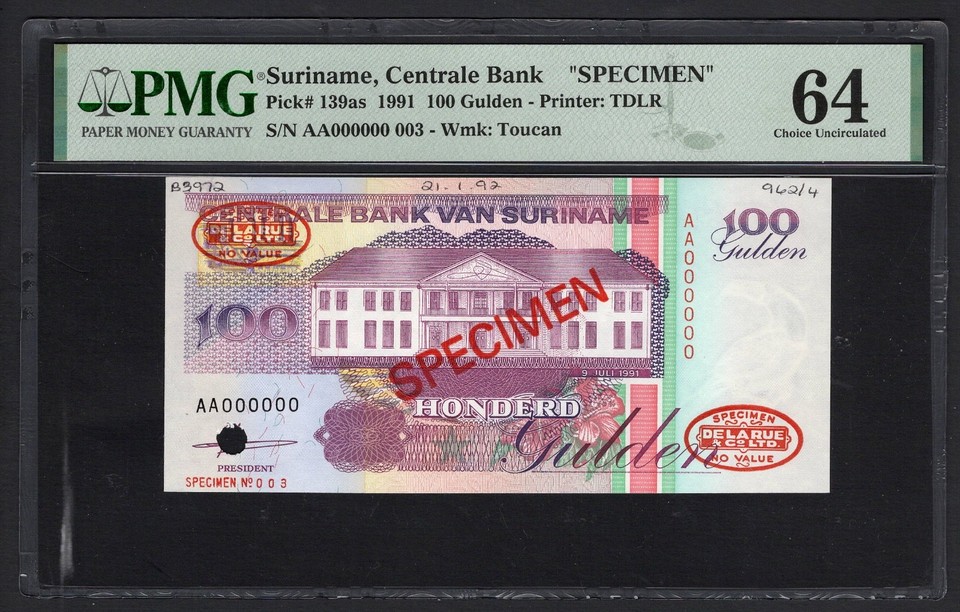 PMG®
PAPER MONEY GUARANTY
Suriname, Centrale Bank "SPECIMEN"
Pick# 139as 1991 100 Gulden - Printer: TDLR
S/N AA000000 003 - Wmk: Toucan
64
Choice Uncirculated
B3972
21.1.92
962/4
CENTRALE BANK VAN SURINAME
DE LA RUE
& CO LTD.
NO VALUE
100
Gulden
AA000000
100
SPECIMEN
9 JULI 1991
AA000000
HONDERD
Gulden
PRESIDENT
SPECIMEN Nº 003
SPECIMEN
DE LA RUE
& CO LTD.
NO VALUE